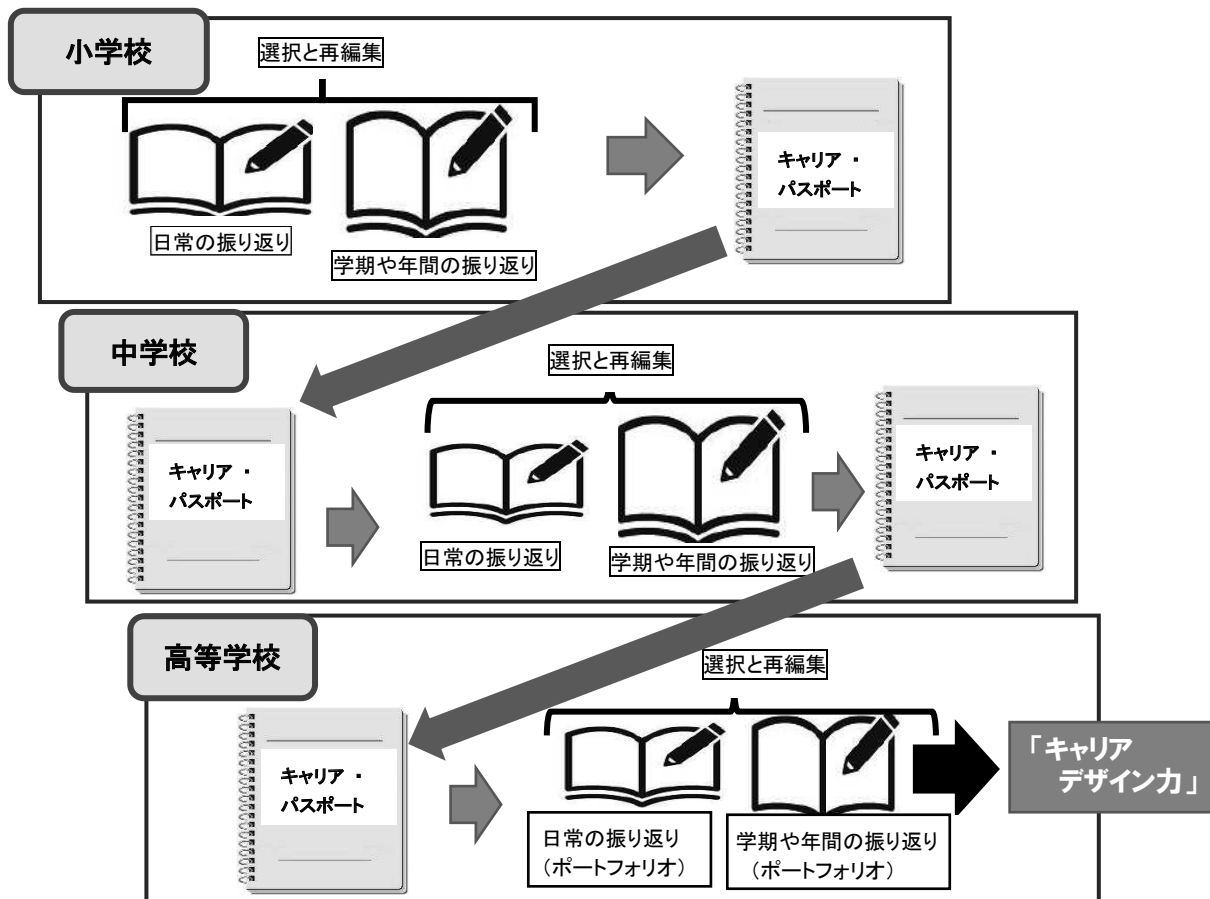 小学校
選択と再編集
日常の振り返り
学期や年間の振り返り
キャリア ・
パスポート
中学校
キャリア ・
パスポート
選択と再編集
日常の振り返り
学期や年間の振り返り
キャリア ・
パスポート
高等学校
キャリア ・
パスポート
選択と再編集
日常の振り返り
(ポートフォリオ)
学期や年間の振り返り
(ポートフォリオ)
「キャリア
デザイン力」